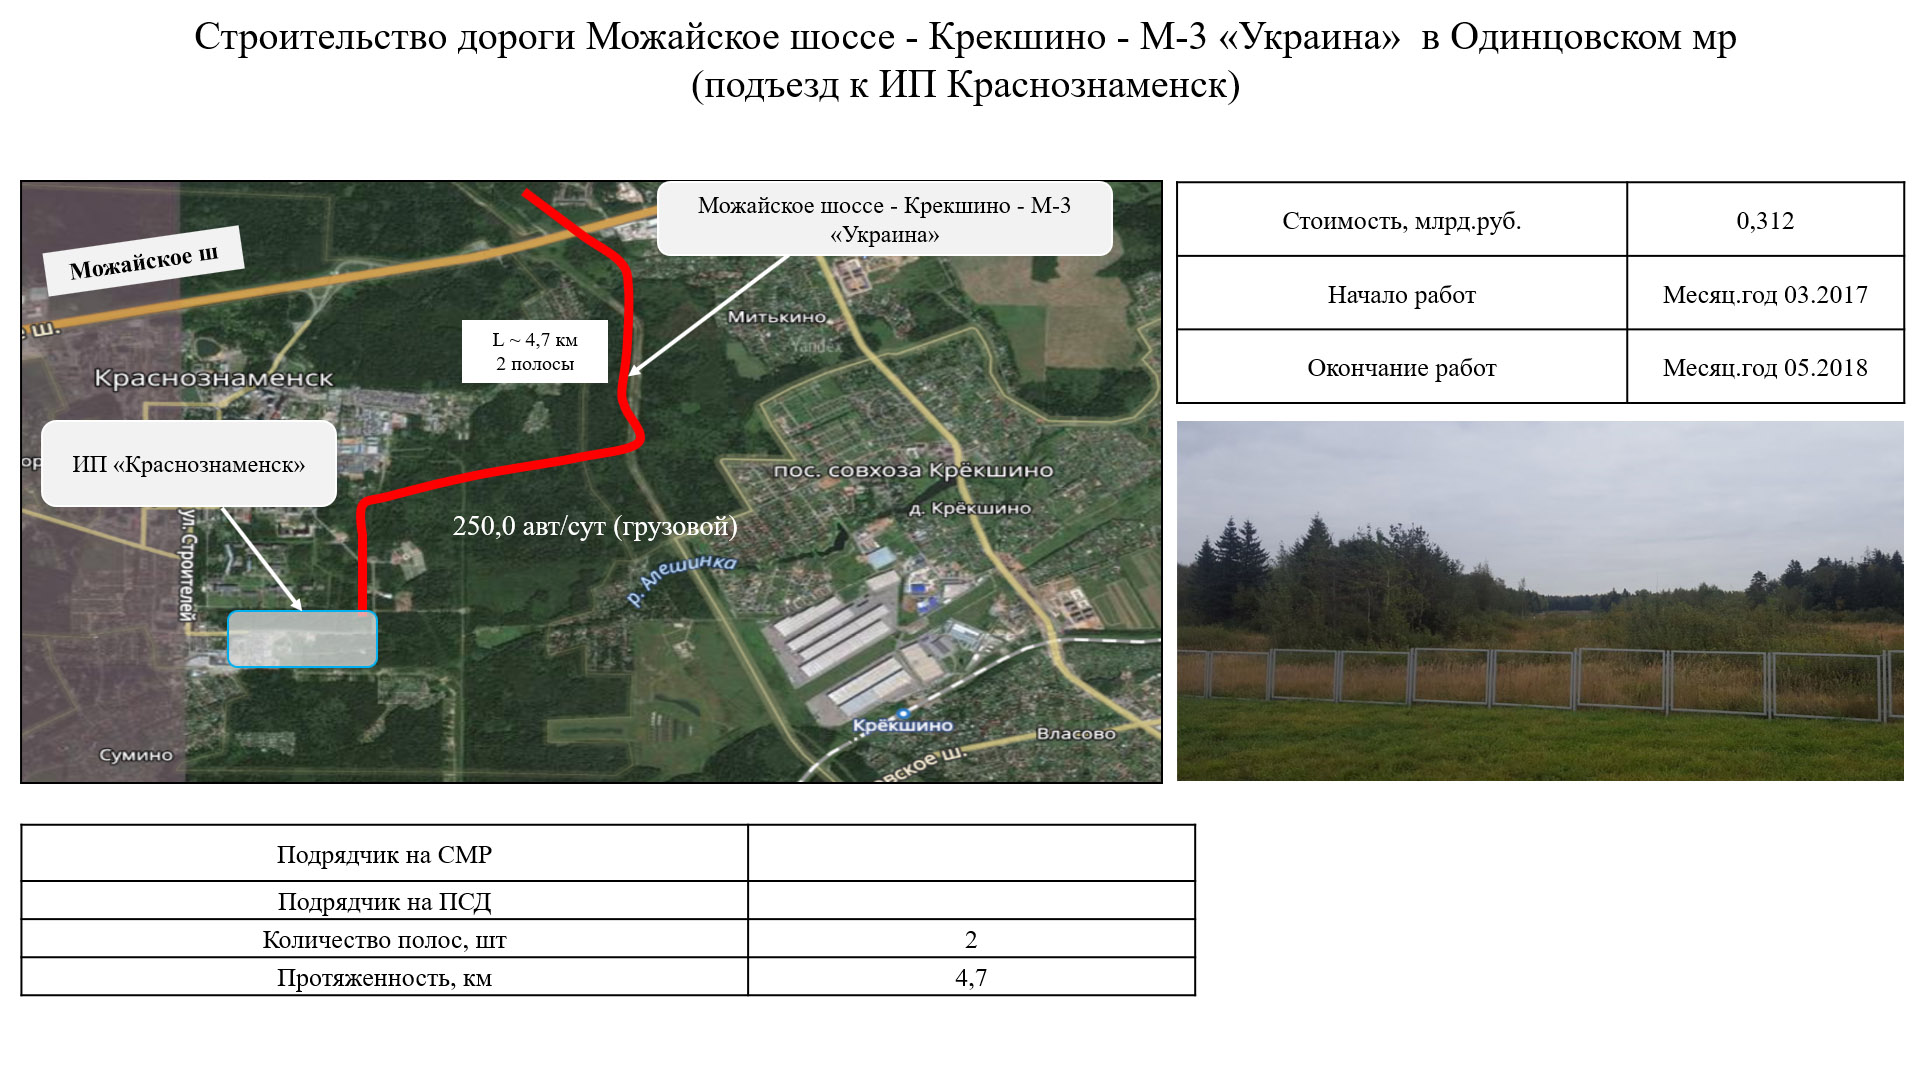 Строительство дороги Можайское шоссе - Крекшино - М-3 «Украина» в Одинцовском мр
(подъезд к ИП Краснознаменск)
Можайское шоссе - Крекшино - М-3
«Украина»
Можайское ш
е ш.
L ~ 4,7 км
2 полосы
Митькино
Yandex
Краснознаменск
ИП «Краснознаменск»
ор
пос. совхоза Крёкшино
д. Крёкшино
250,0 авт/сут (грузовой)
ул. Строителей
р. Алешинка
Крёкшино
Власово
вское ш.
Сумино
Стоимость, млрд.руб.
0,312
Начало работ
Месяц.год 03.2017
Окончание работ
Месяц.год 05.2018
Подрядчик на СМР
Подрядчик на ПСД
Количество полос, шт
2
Протяженность, км
4,7